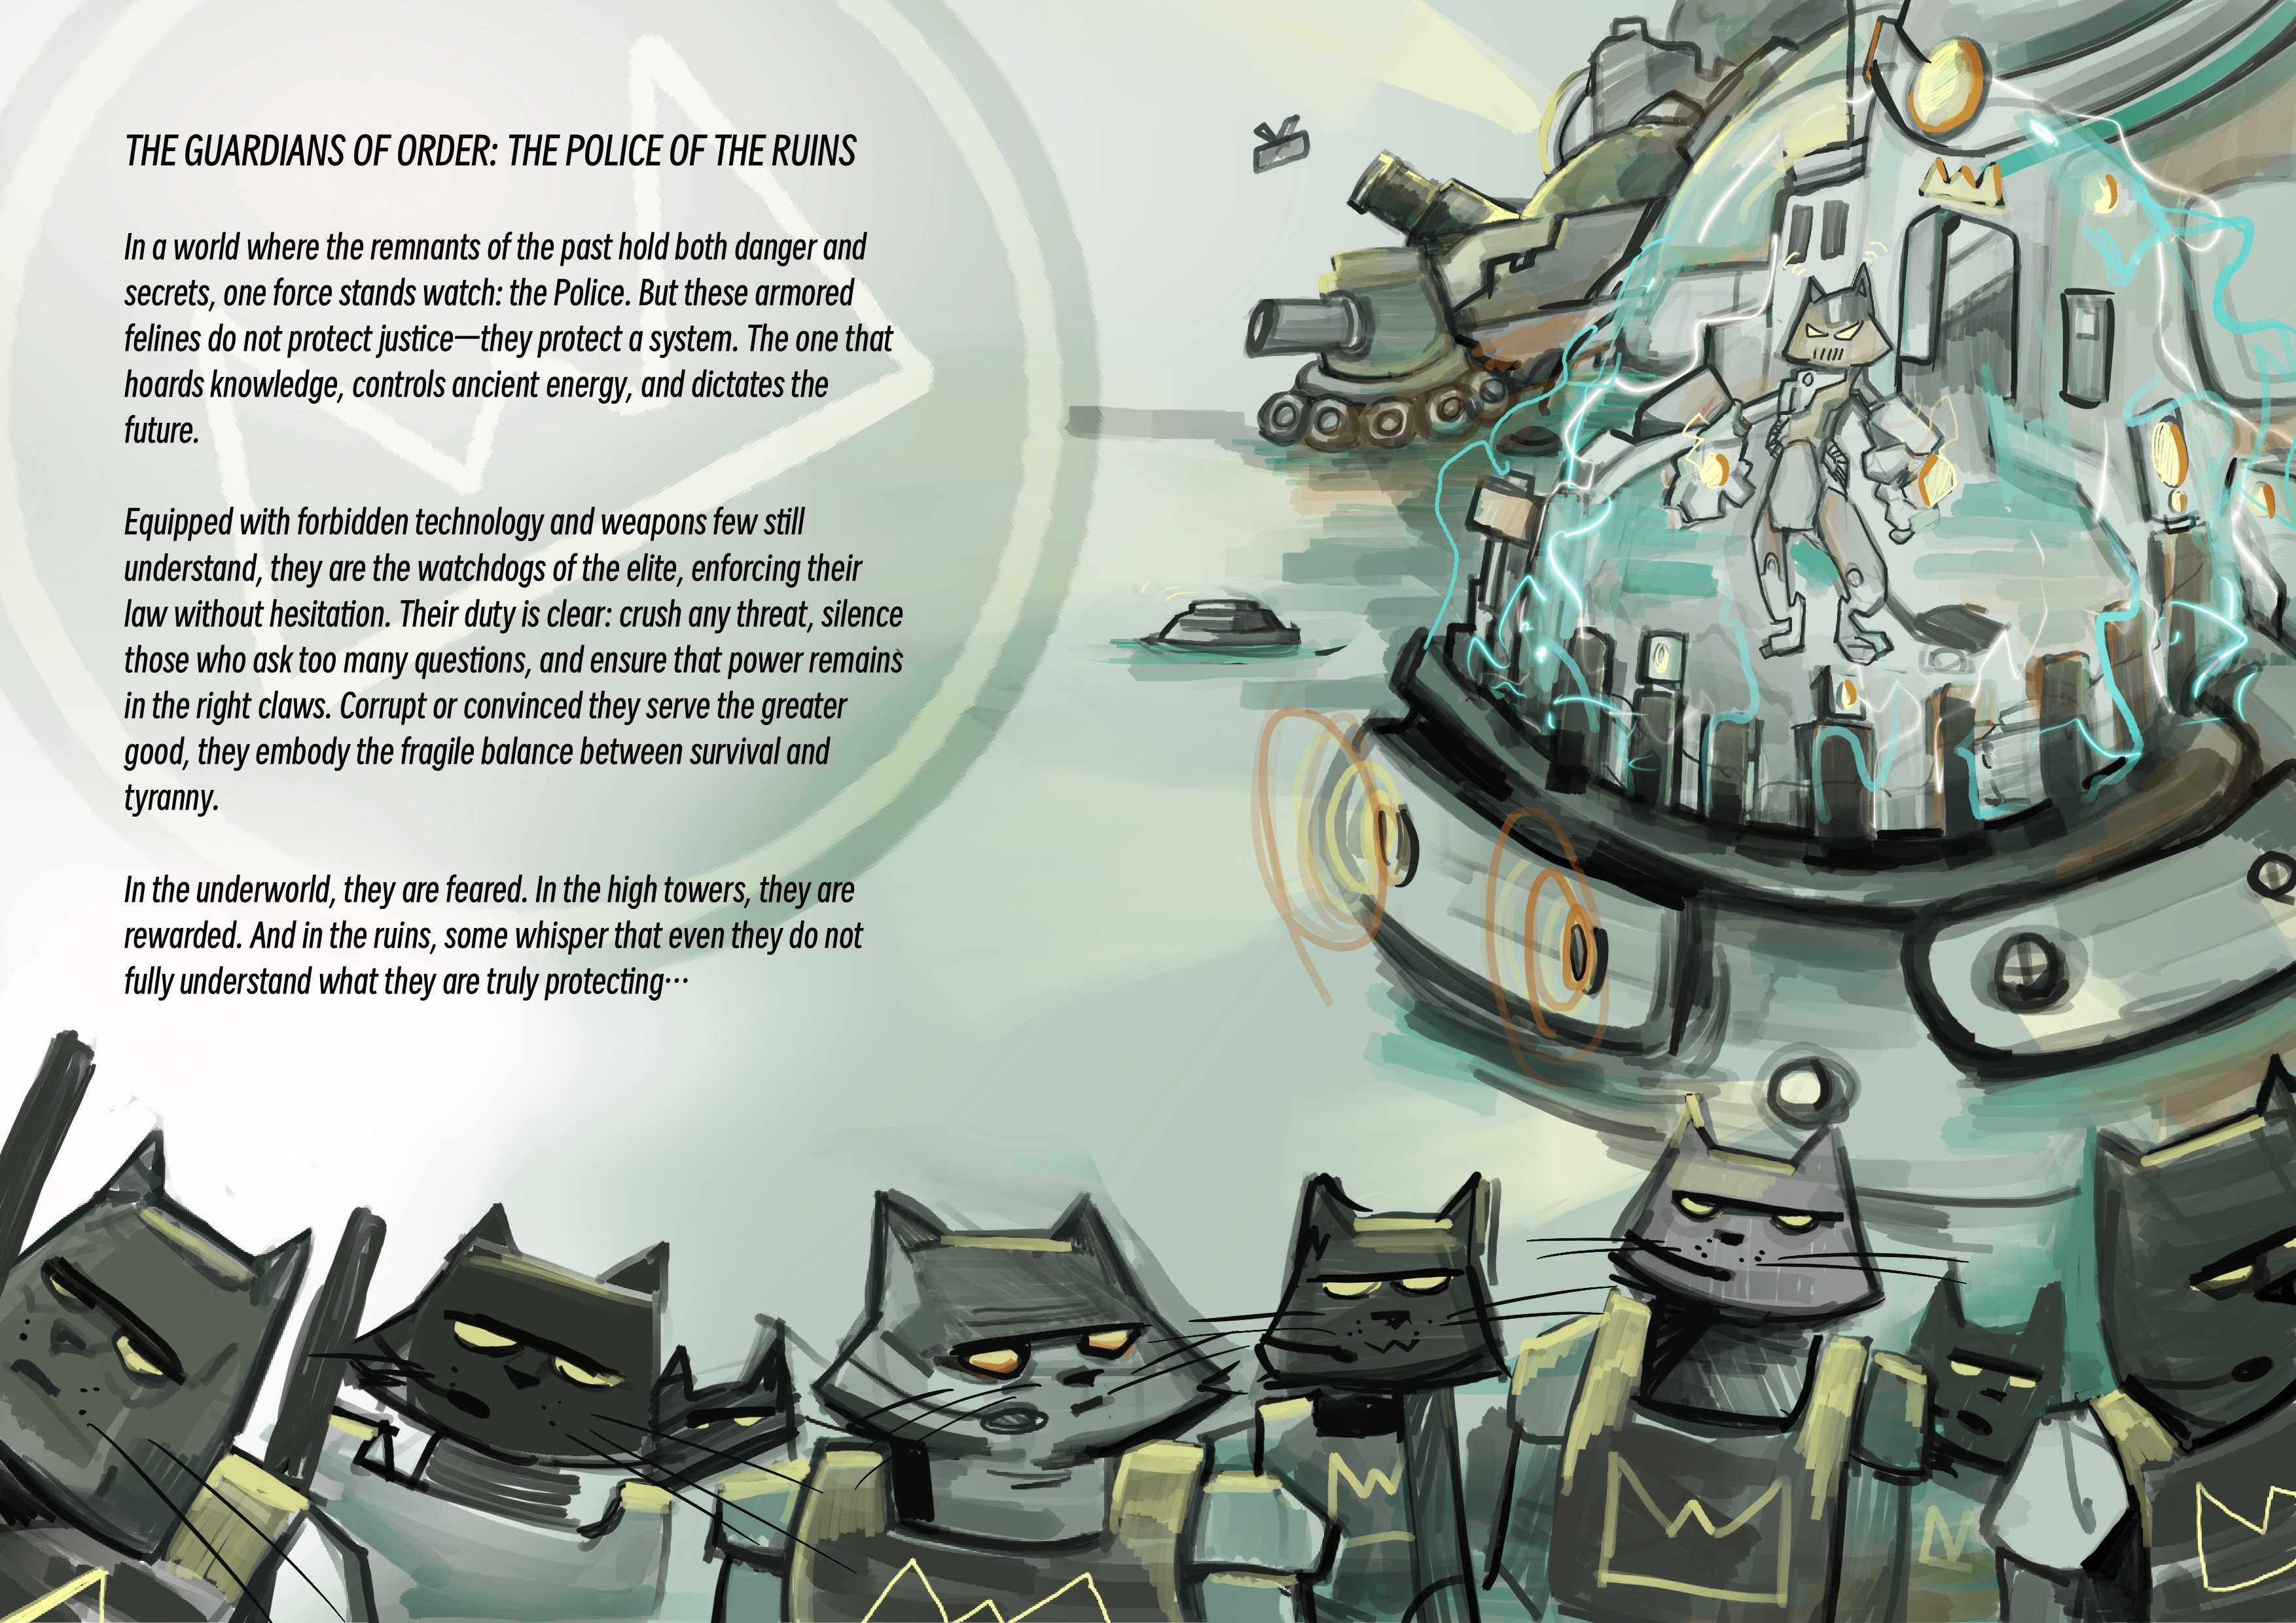 THE GUARDIANS OF ORDER: THE POLICE OF THE RUINS
In a world where the remnants of the past hold both danger and
secrets, one force stands watch: the Police. But these armored
felines do not protect justice—they protect a system. The one that
hoards knowledge, controls ancient energy, and dictates the
future.
Equipped with forbidden technology and weapons few still
understand, they are the watchdogs of the elite, enforcing their
law without hesitation. Their duty is clear: crush any threat, silence
those who ask too many questions, and ensure that power remains
in the right claws. Corrupt or convinced they serve the greater
good, they embody the fragile balance between survival and
tyranny.
In the underworld, they are feared. In the high towers, they are
rewarded. And in the ruins, some whisper that even they do not
fully understand what they are truly protecting…